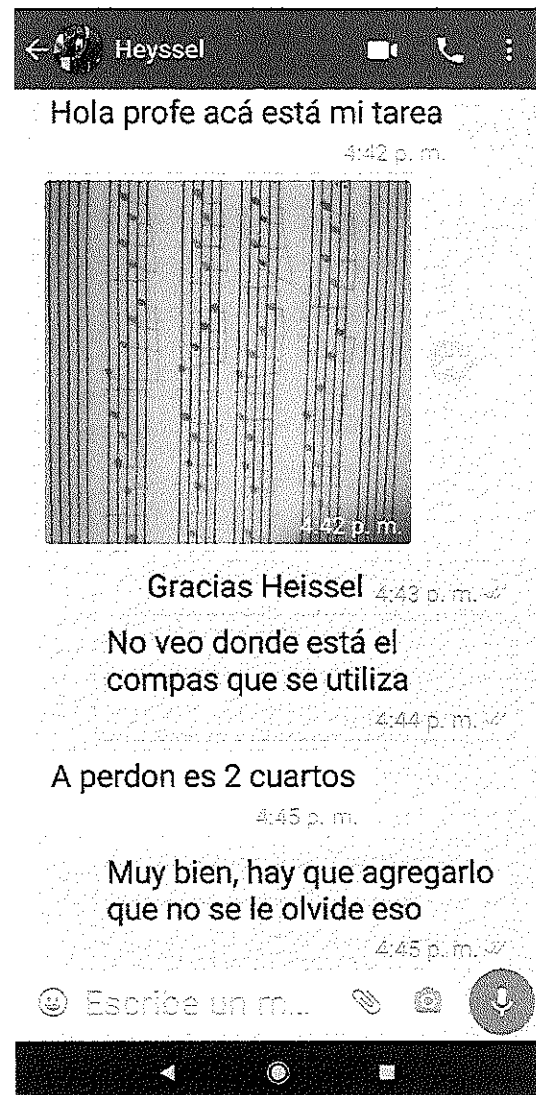 Heyssel
Hola profe acá está mi tarea
4:42 p. m.
4:42 p. m.
Gracias Heissel 4:43 p. m.
No veo donde está el
compas que se utiliza
4:44 p. m.
A perdon es 2 cuartos
4:45 p. m.
Muy bien, hay que agregarlo
que no se le olvide eso
4:45 p. m.
Escribe un m...